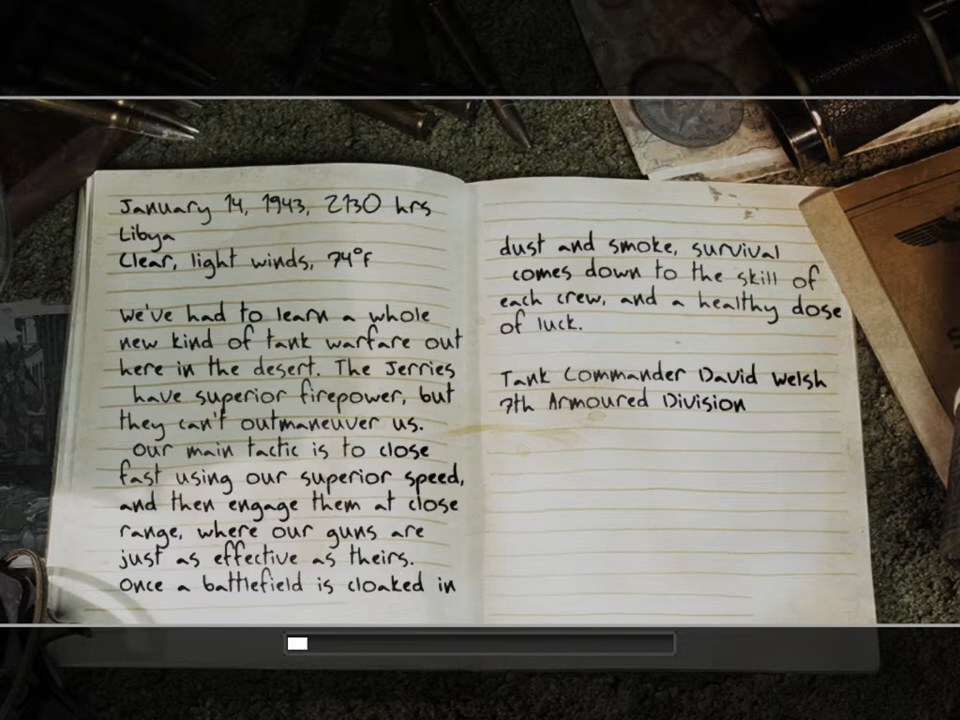 January 14, 1943, 2130 hrs
Libya
Clear, light winds, 74°F
We've had to learn a whole
new kind of tank warfare out
here in the desert. The Jerries
have superior firepower, but
they can't outmaneuver us.
Our main tactic is to close
fast using our superior speed,
and then engage them at close
range, where our guns are
just as effective as theirs.
Once a battlefield is cloaked in
dust and smoke, survival
comes down to the skill of
each crew, and a healthy dose
of luck.
Tank Commander David Welsh
7th Armoured Division